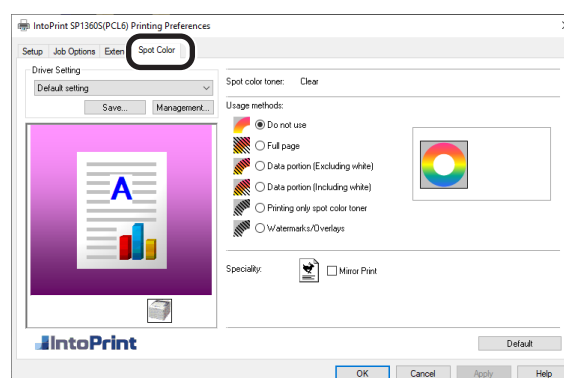 IntoPrint SP1360S(PCL6) Printing Preferences
Setup Job Options Exten Spot Color
Driver Setting
Default setting
Save... Management...
A
Spot color toner: Clear
Usage methods:
Do not use
Full page
Data portion (Excluding white)
Data portion (Including white)
Printing only spot color toner
Watermarks/Overlays
Speciality: Mirror Print
IntoPrint
Default
OK Cancel Apply Help